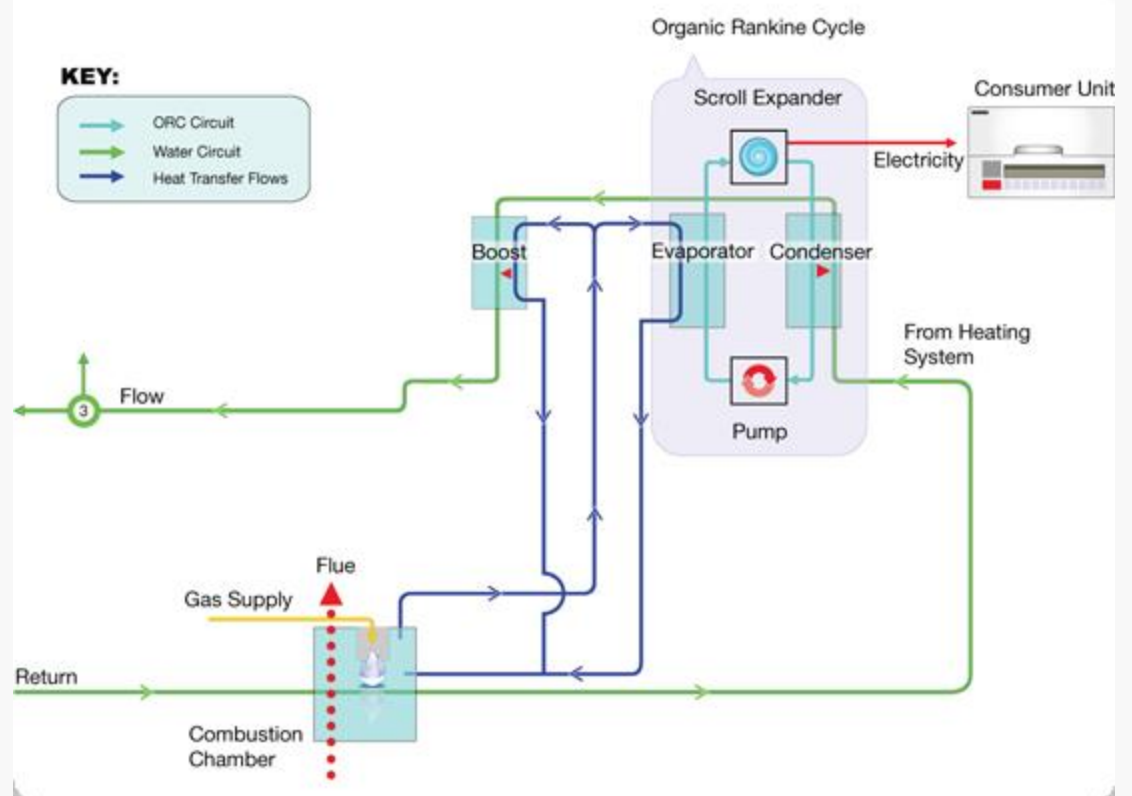 Organic Rankine Cycle
KEY:
ORC Circuit
Water Circuit
Heat Transfer Flows
Scroll Expander
Consumer Unit
Electricity
Boost
Evaporator
Condenser
From Heating
System
Flow
3
Pump
Flue
Gas Supply
Return
Combustion
Chamber